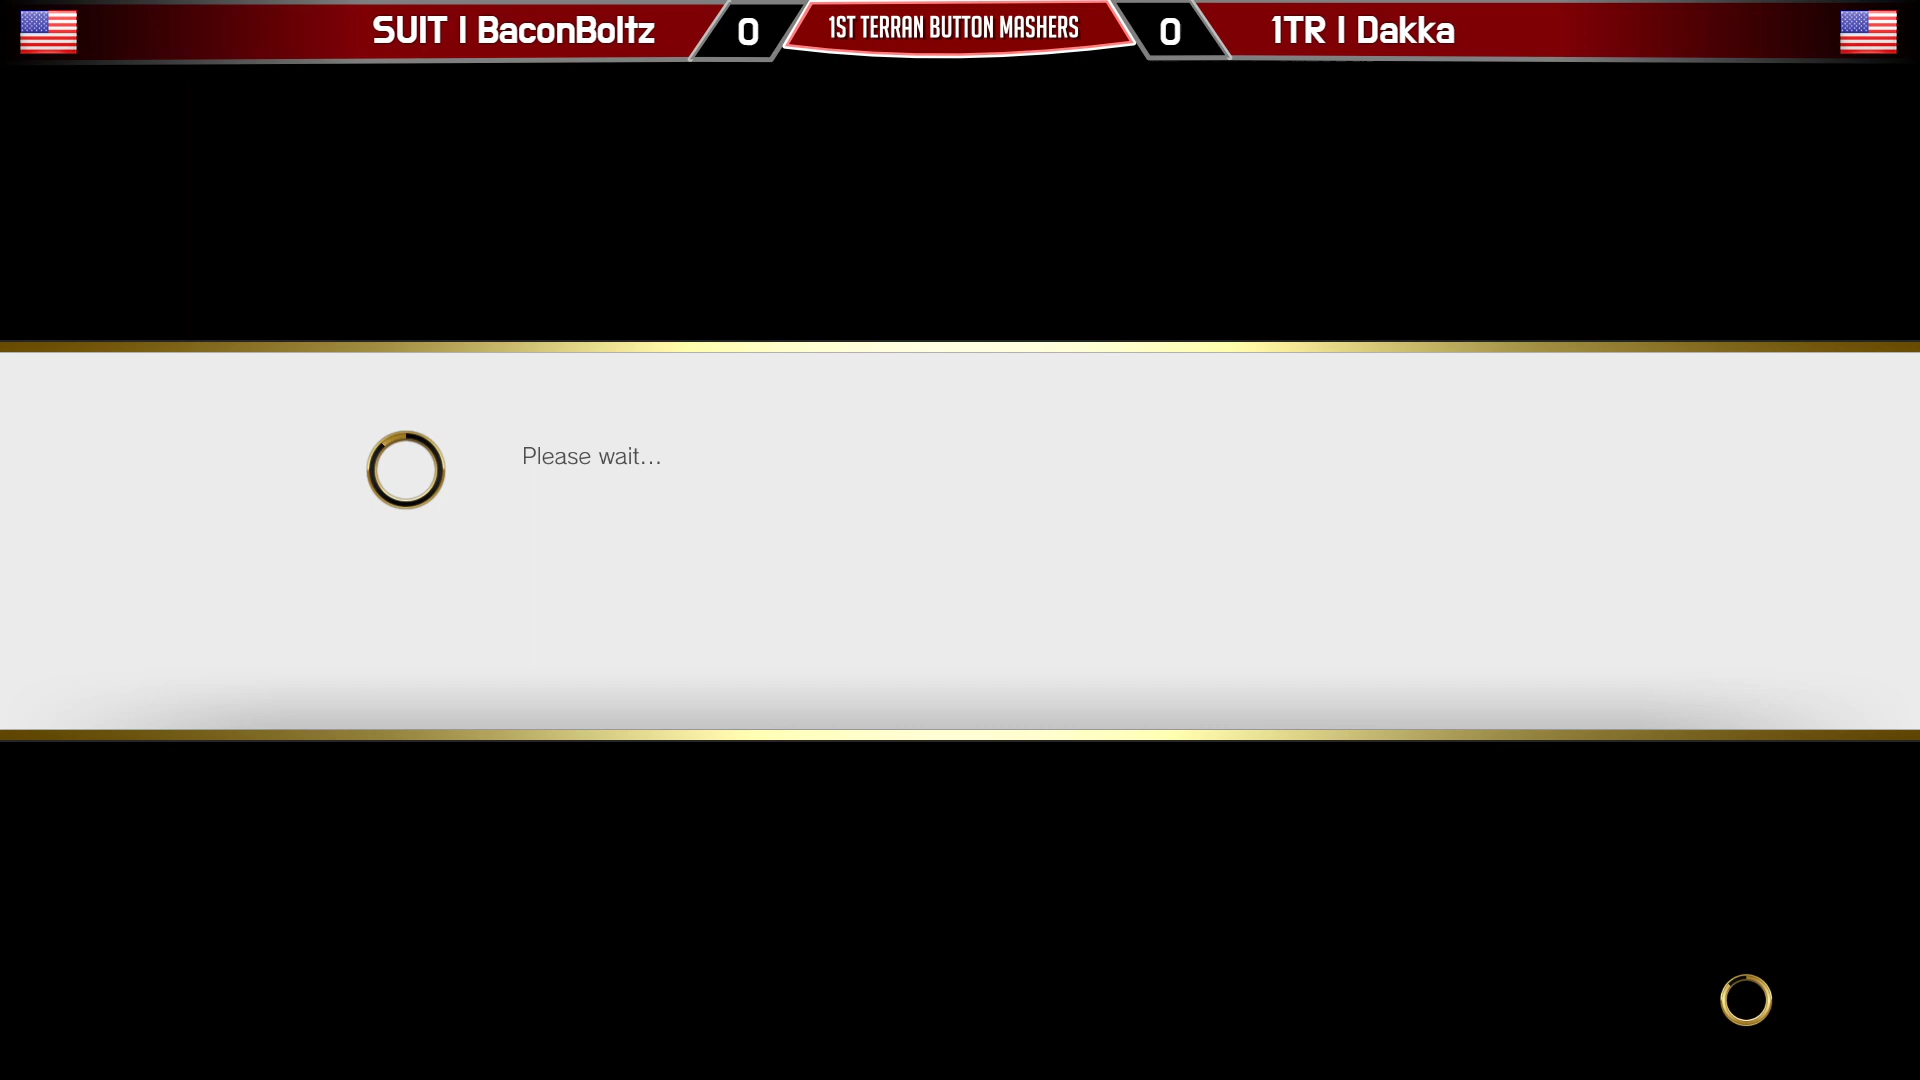 SUIT | BaconBoltz
0
1ST TERRAN BUTTON MASHERS
0
1TR | Dakka
Please wait...